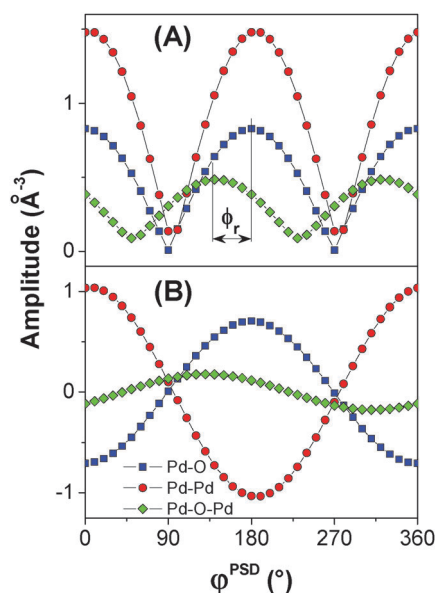 (A)
1
0
ϕr
Amplitude (Å⁻³)
(B)
1
0
-1
Pd-O
Pd-Pd
Pd-O-Pd
0 90 180 270 360
φᴾˢᴰ (°)